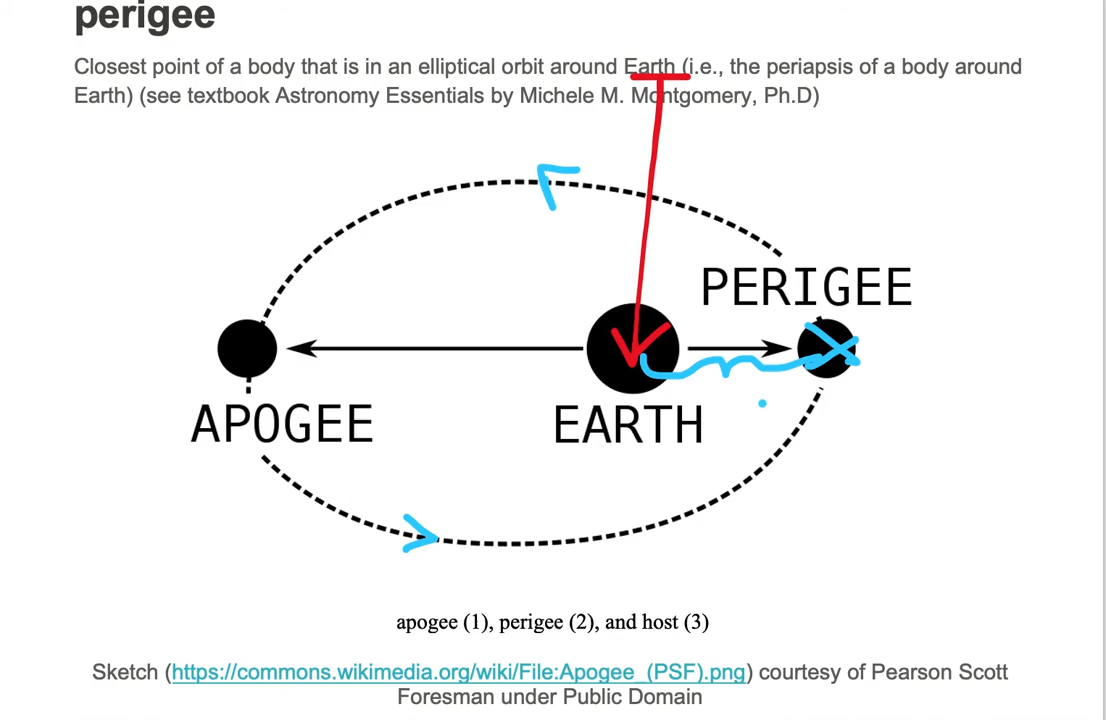 perigee
Closest point of a body that is in an elliptical orbit around Earth (i.e., the periapsis of a body around
Earth) (see textbook Astronomy Essentials by Michele M. Montgomery, Ph.D)
PERIGEE
APOGEE
EARTH
apogee (1), perigee (2), and host (3)
Sketch (https://commons.wikimedia.org/wiki/File:Apogee_(PSF).png) courtesy of Pearson Scott
Foresman under Public Domain